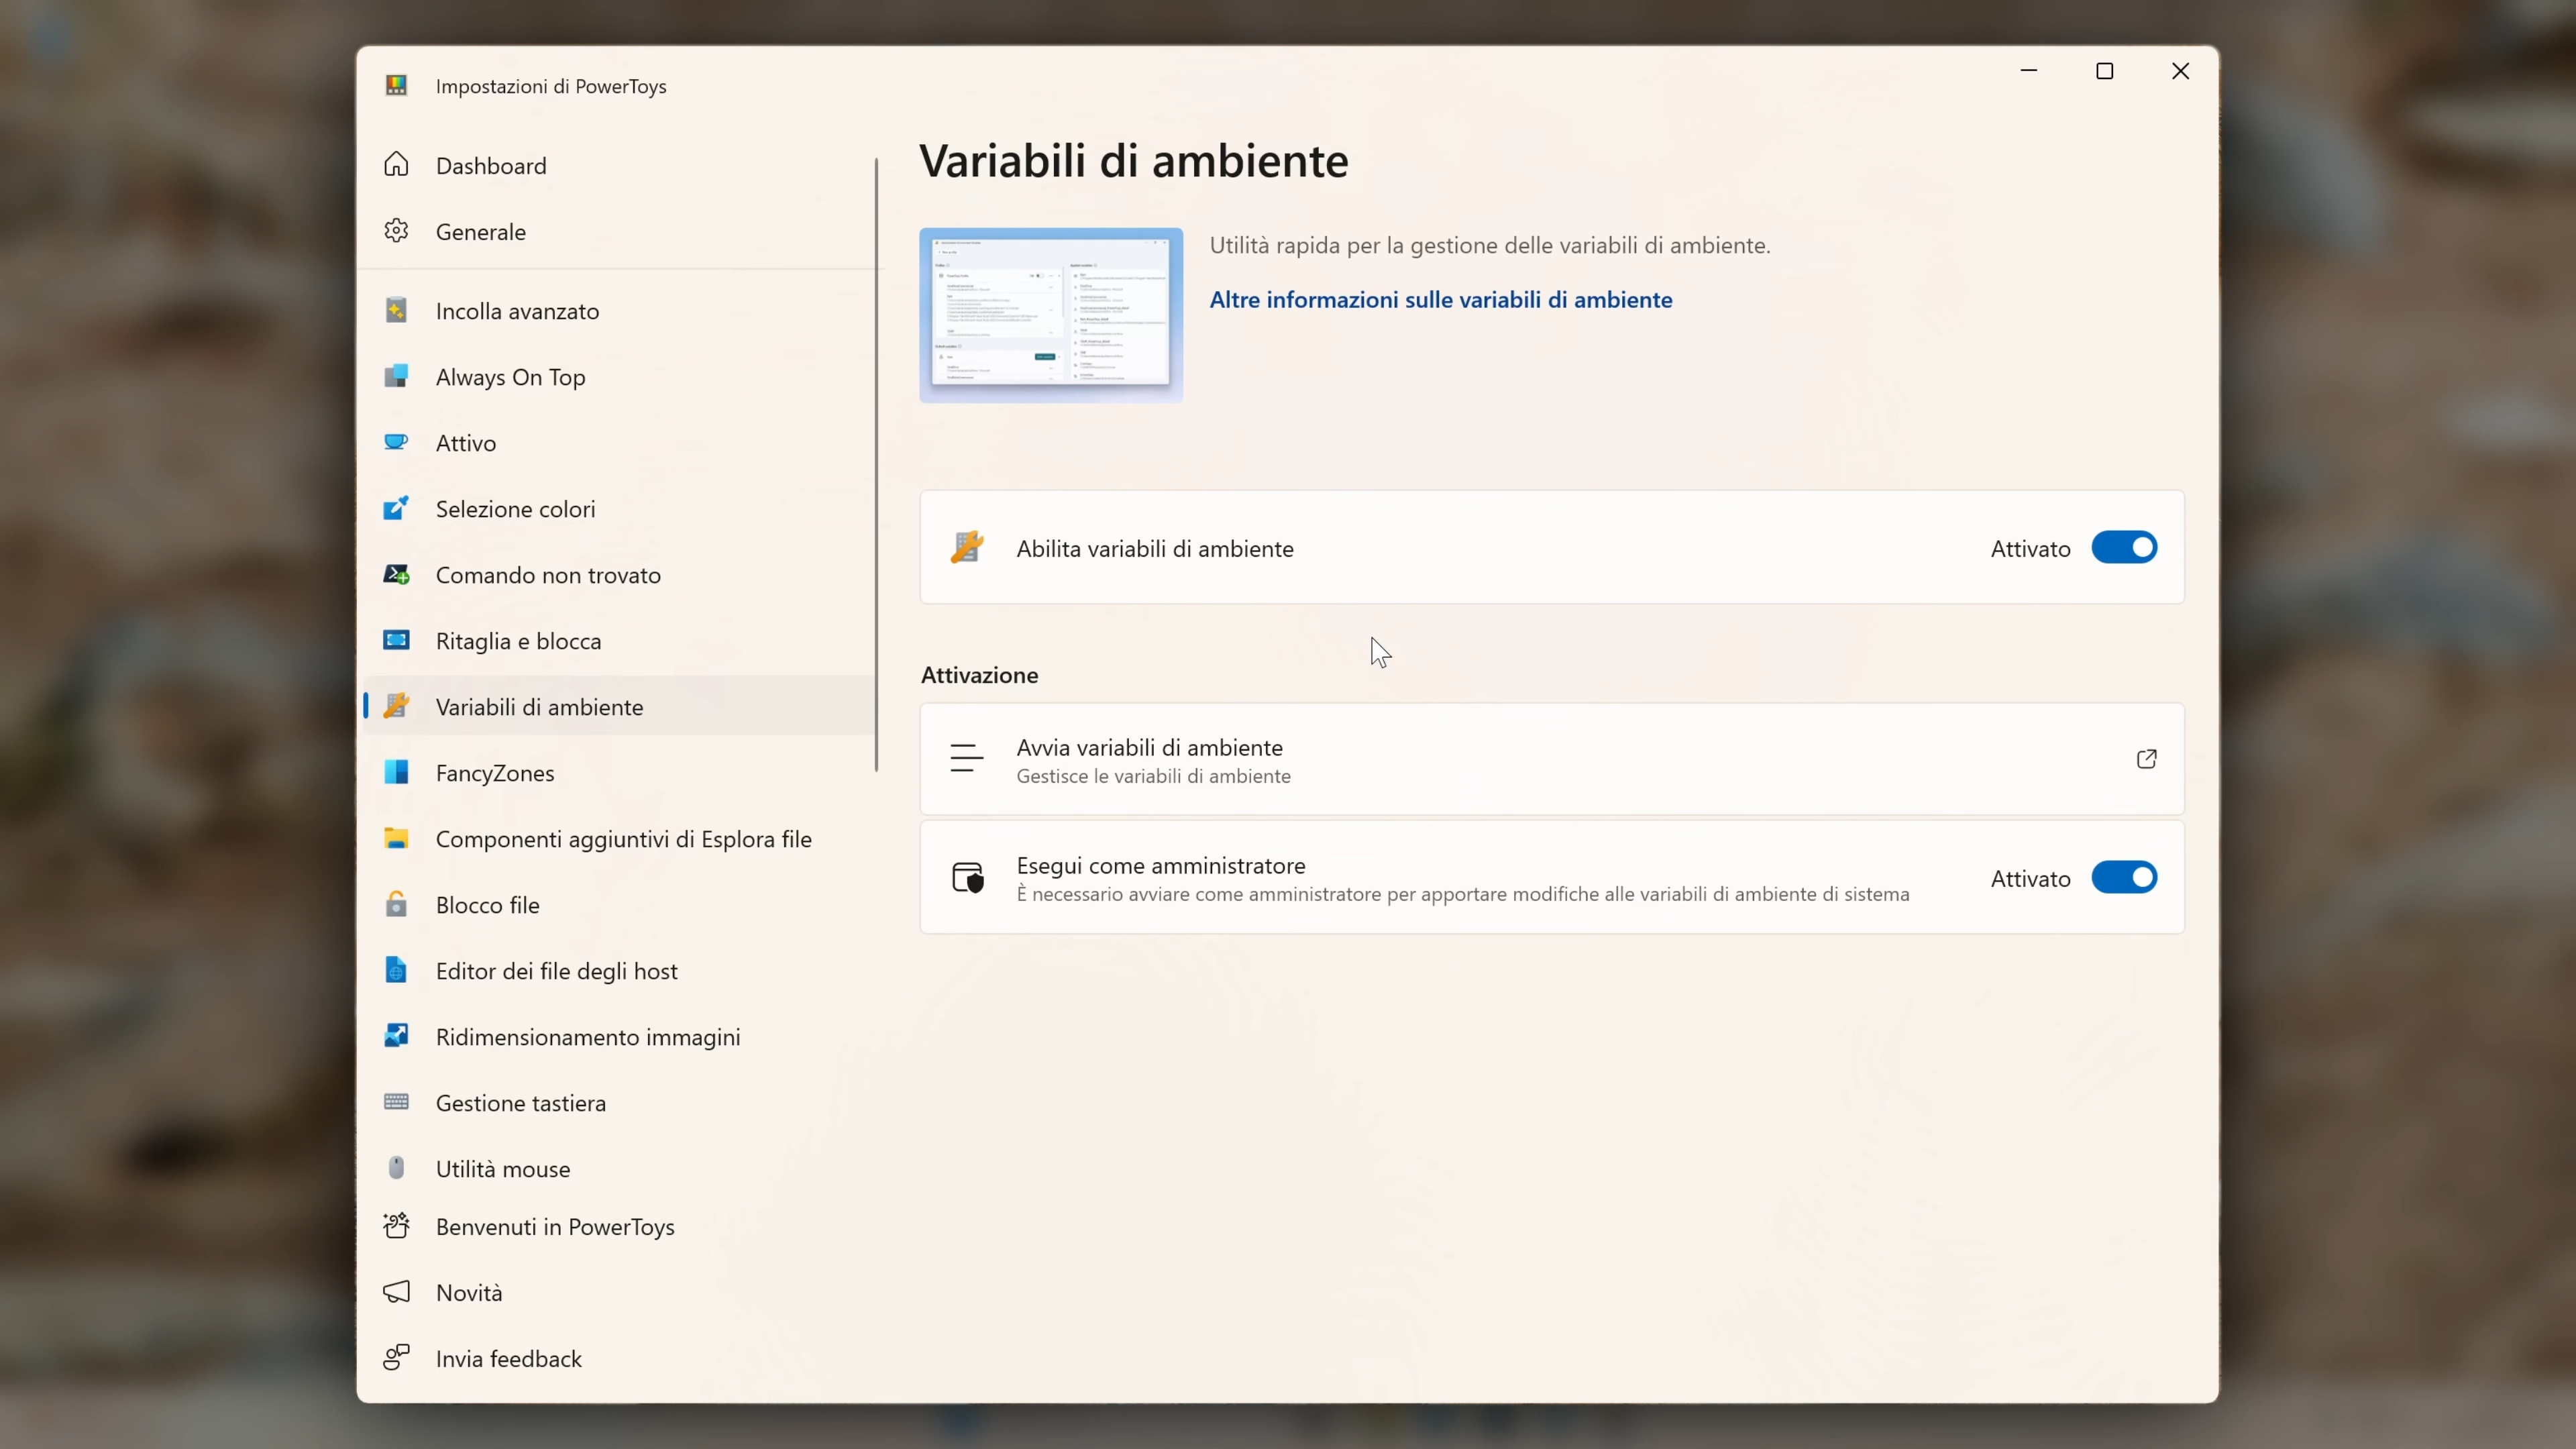 Impostazioni di PowerToys
Dashboard
Generale
Incolla avanzato
Always On Top
Attivo
Selezione colori
Comando non trovato
Ritaglia e blocca
Variabili di ambiente
FancyZones
Componenti aggiuntivi di Esplora file
Blocco file
Editor dei file degli host
Ridimensionamento immagini
Gestione tastiera
Utilità mouse
Benvenuti in PowerToys
Novità
Invia feedback
Variabili di ambiente
Utilità rapida per la gestione delle variabili di ambiente.
Altre informazioni sulle variabili di ambiente
Abilita variabili di ambiente
Attivato
Attivazione
Avvia variabili di ambiente
Gestisce le variabili di ambiente
Esegui come amministratore
È necessario avviare come amministratore per apportare modifiche alle variabili di ambiente di sistema
Attivato